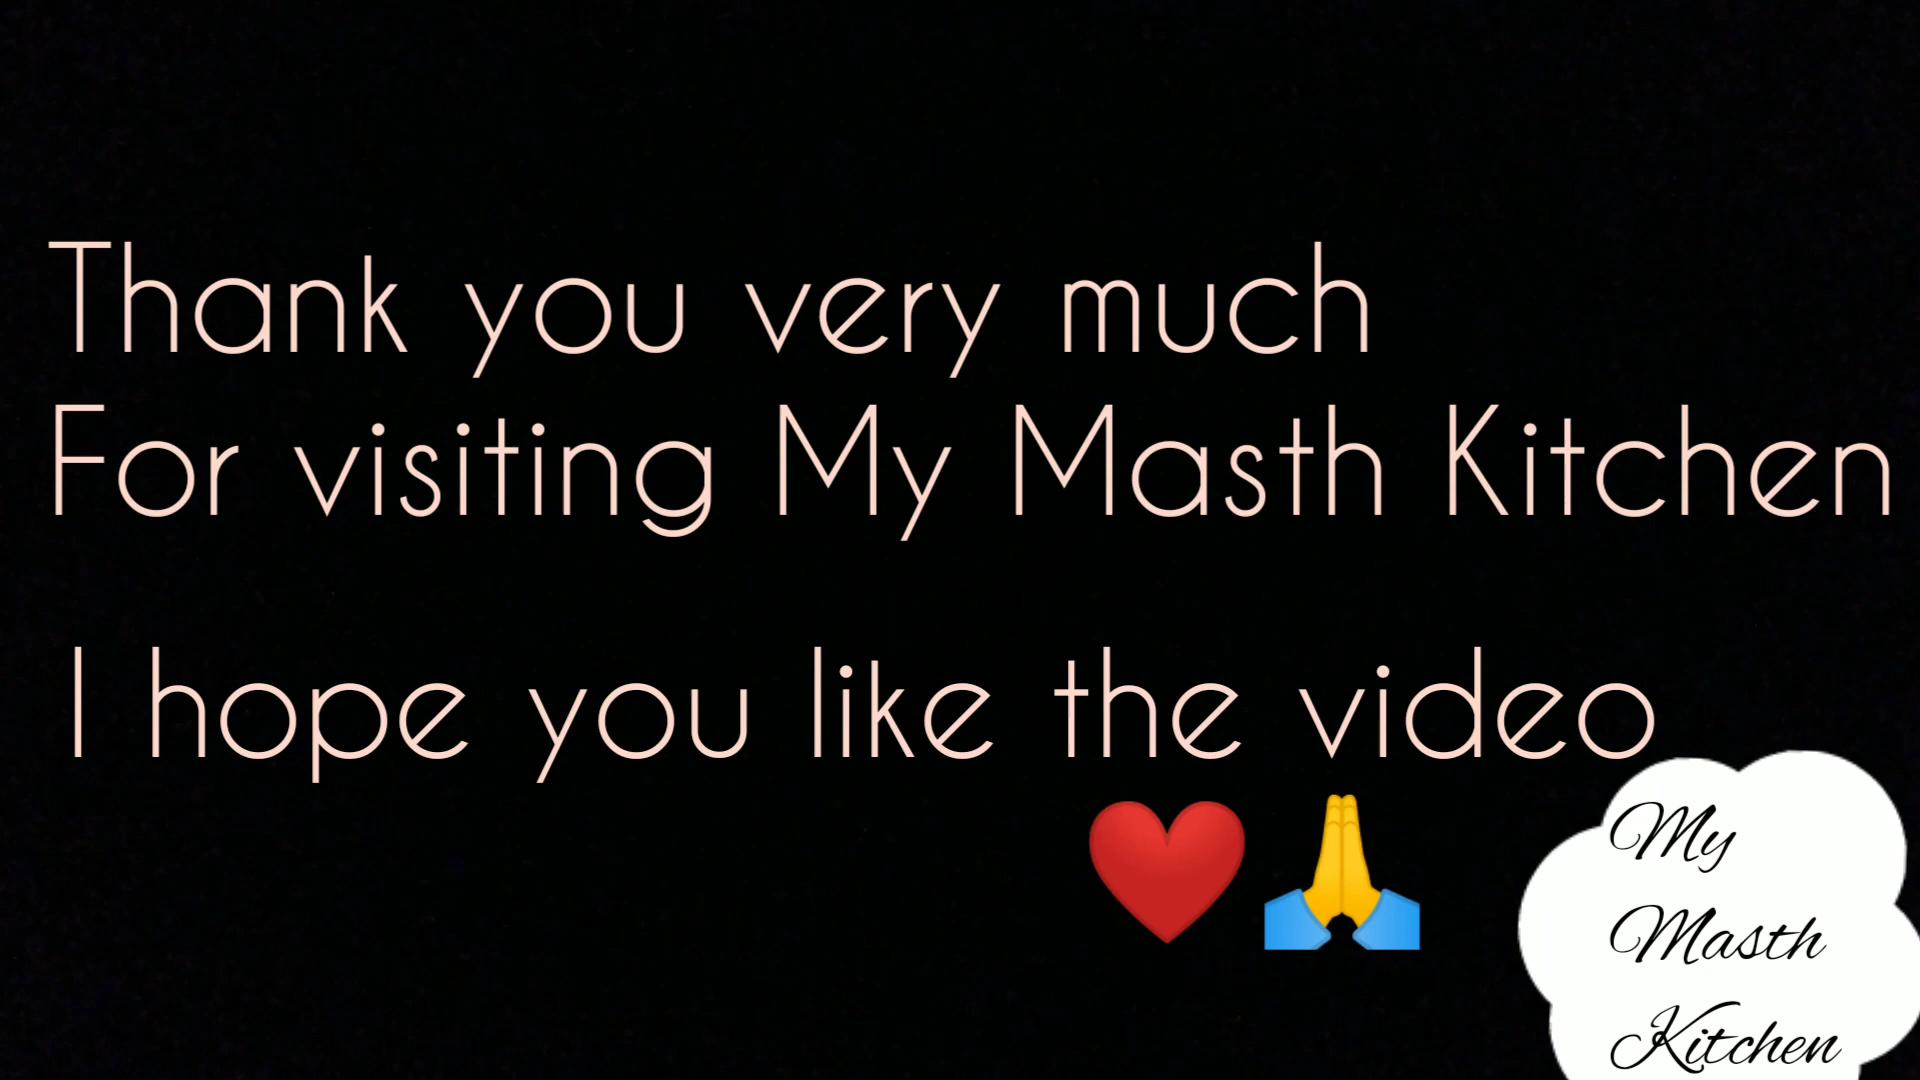 Thank you very much
For visiting My Masth Kitchen
I hope you like the video
❤️🙏
My
Masth
Kitchen